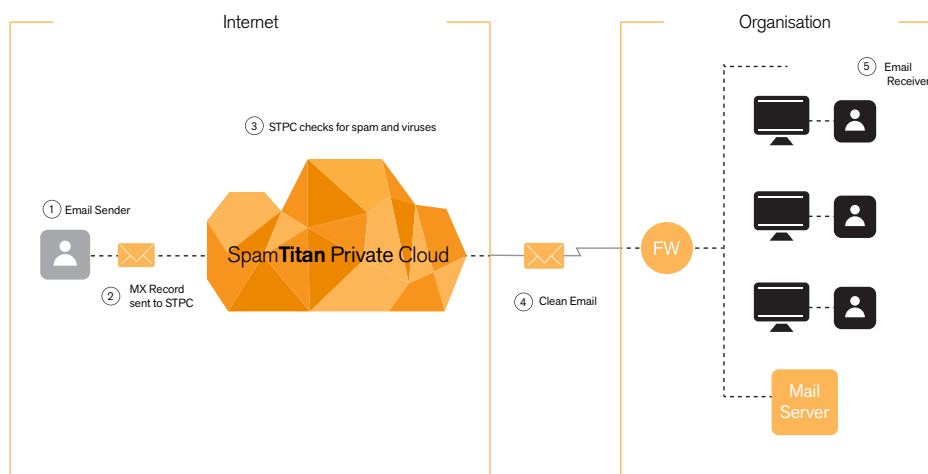 Internet
Organisation
5 Email
Receiver
3 STPC checks for spam and viruses
1 Email Sender
SpamTitan Private Cloud
FW
2 MX Record
sent to STPC
4 Clean Email
Mail
Server